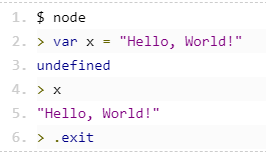 1. $ node
2. > var x = "Hello, World!"
3. undefined
4. > x
5. "Hello, World!"
6. > .exit